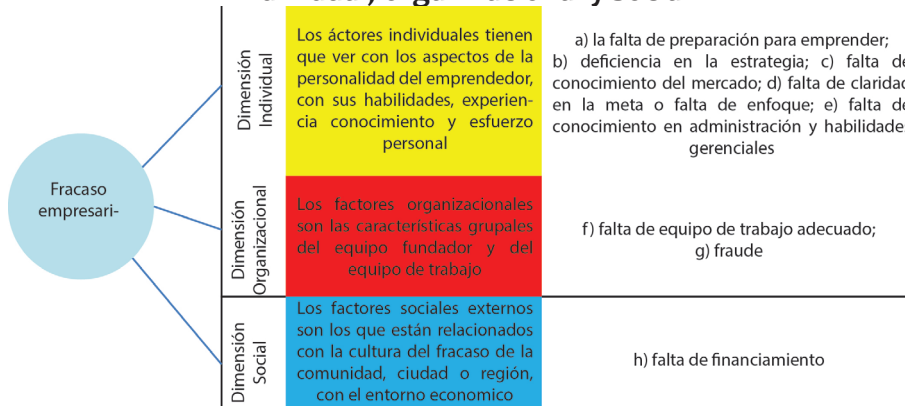 Los áctores individuales tienen
que ver con los aspectos de la
personalidad del emprendedor,
con sus habilidades, experien-
cia conocimiento y esfuerzo
personal
Dimensión
Individual
a) la falta de preparación para emprender;
b) deficiencia en la estrategia; c) falta de
conocimiento del mercado; d) falta de claridad
en la meta o falta de enfoque; e) falta de
conocimiento en administración y habilidades
gerenciales
Fracaso
empresari-
Dimensión
Organizacional
Los factores organizacionales
son las características grupales
del equipo fundador y del
equipo de trabajo
f) falta de equipo de trabajo adecuado;
g) fraude
Dimensión
Social
Los factores sociales externos
son los que están relacionados
con la cultura del fracaso de la
comunidad, ciudad o región,
con el entorno economico
h) falta de financiamiento